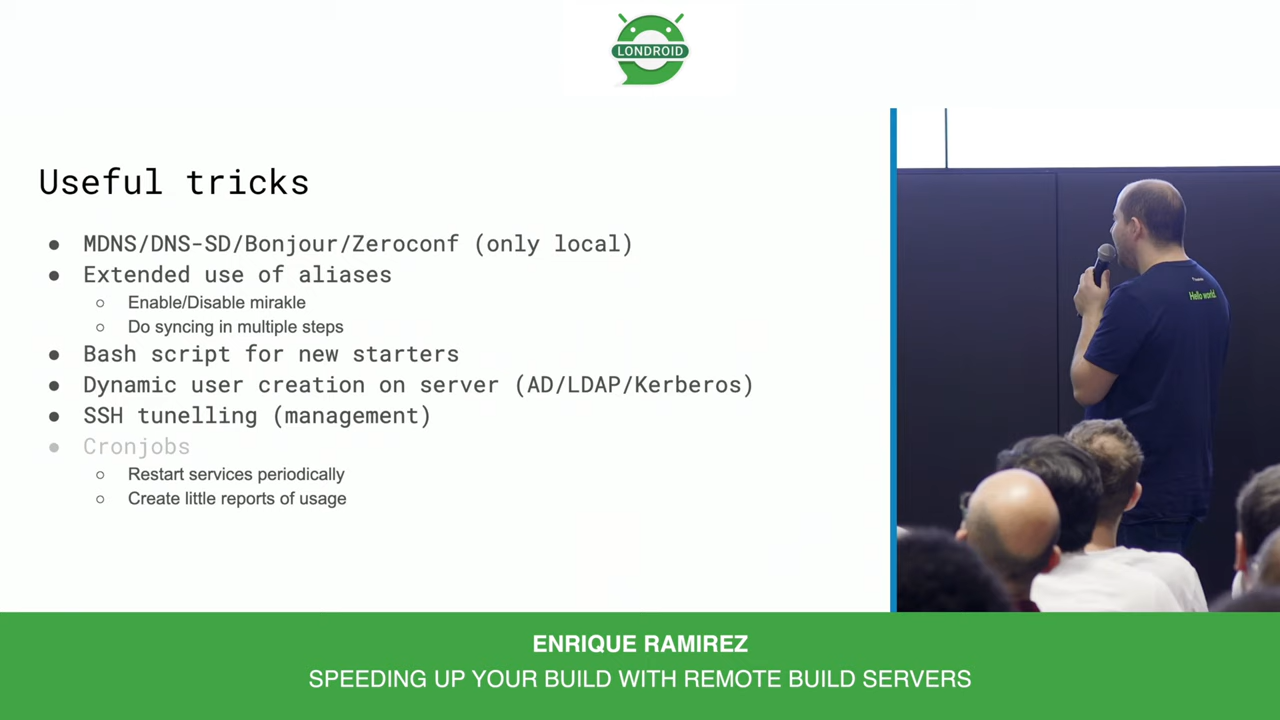 LONDROID
Useful tricks
● MDNS/DNS-SD/Bonjour/Zeroconf (only local)
● Extended use of aliases
○ Enable/Disable mirakle
○ Do syncing in multiple steps
● Bash script for new starters
● Dynamic user creation on server (AD/LDAP/Kerberos)
● SSH tunelling (management)
● Cronjobs
○ Restart services periodically
○ Create little reports of usage
Hello world.
ENRIQUE RAMIREZ
SPEEDING UP YOUR BUILD WITH REMOTE BUILD SERVERS